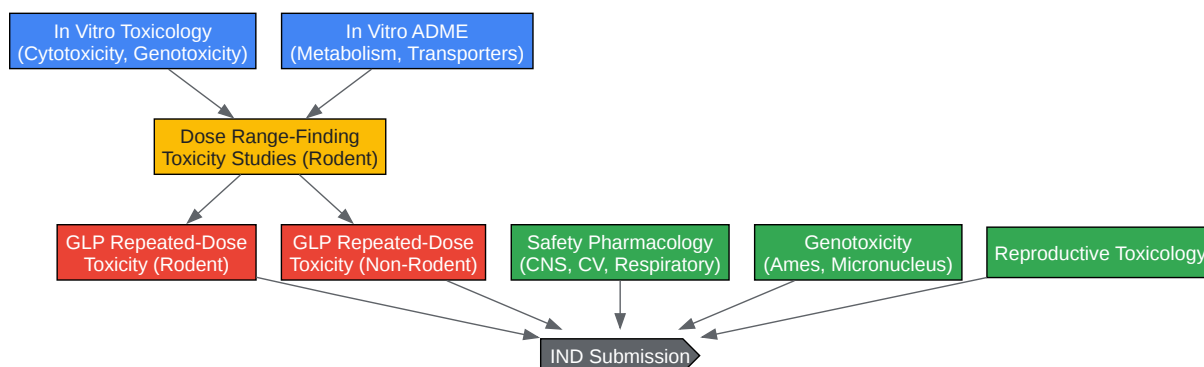 In Vitro Toxicology
(Cytotoxicity, Genotoxicity)
In Vitro ADME
(Metabolism, Transporters)
Dose Range-Finding
Toxicity Studies (Rodent)
GLP Repeated-Dose
Toxicity (Rodent)
GLP Repeated-Dose
Toxicity (Non-Rodent)
Safety Pharmacology
(CNS, CV, Respiratory)
Genotoxicity
(Ames, Micronucleus)
Reproductive Toxicology
IND Submission